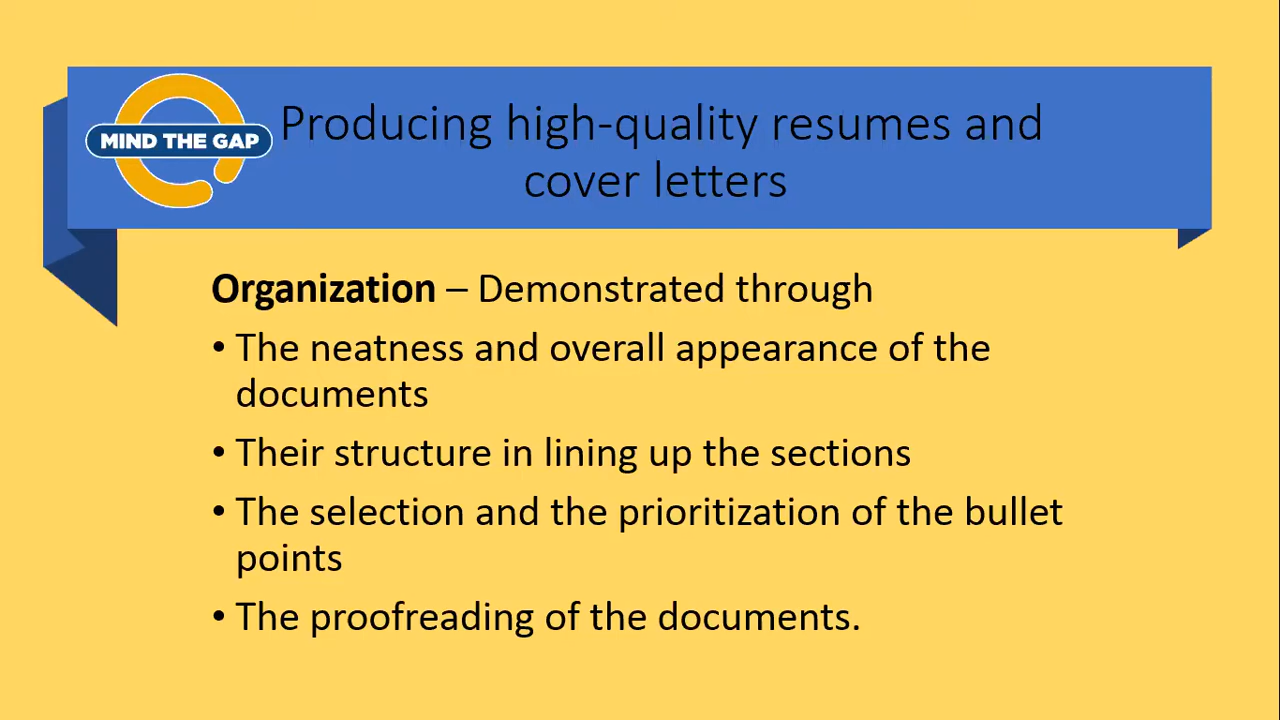 MIND THE GAP
Producing high-quality resumes and
cover letters
Organization – Demonstrated through
• The neatness and overall appearance of the
documents
• Their structure in lining up the sections
• The selection and the prioritization of the bullet
points
• The proofreading of the documents.